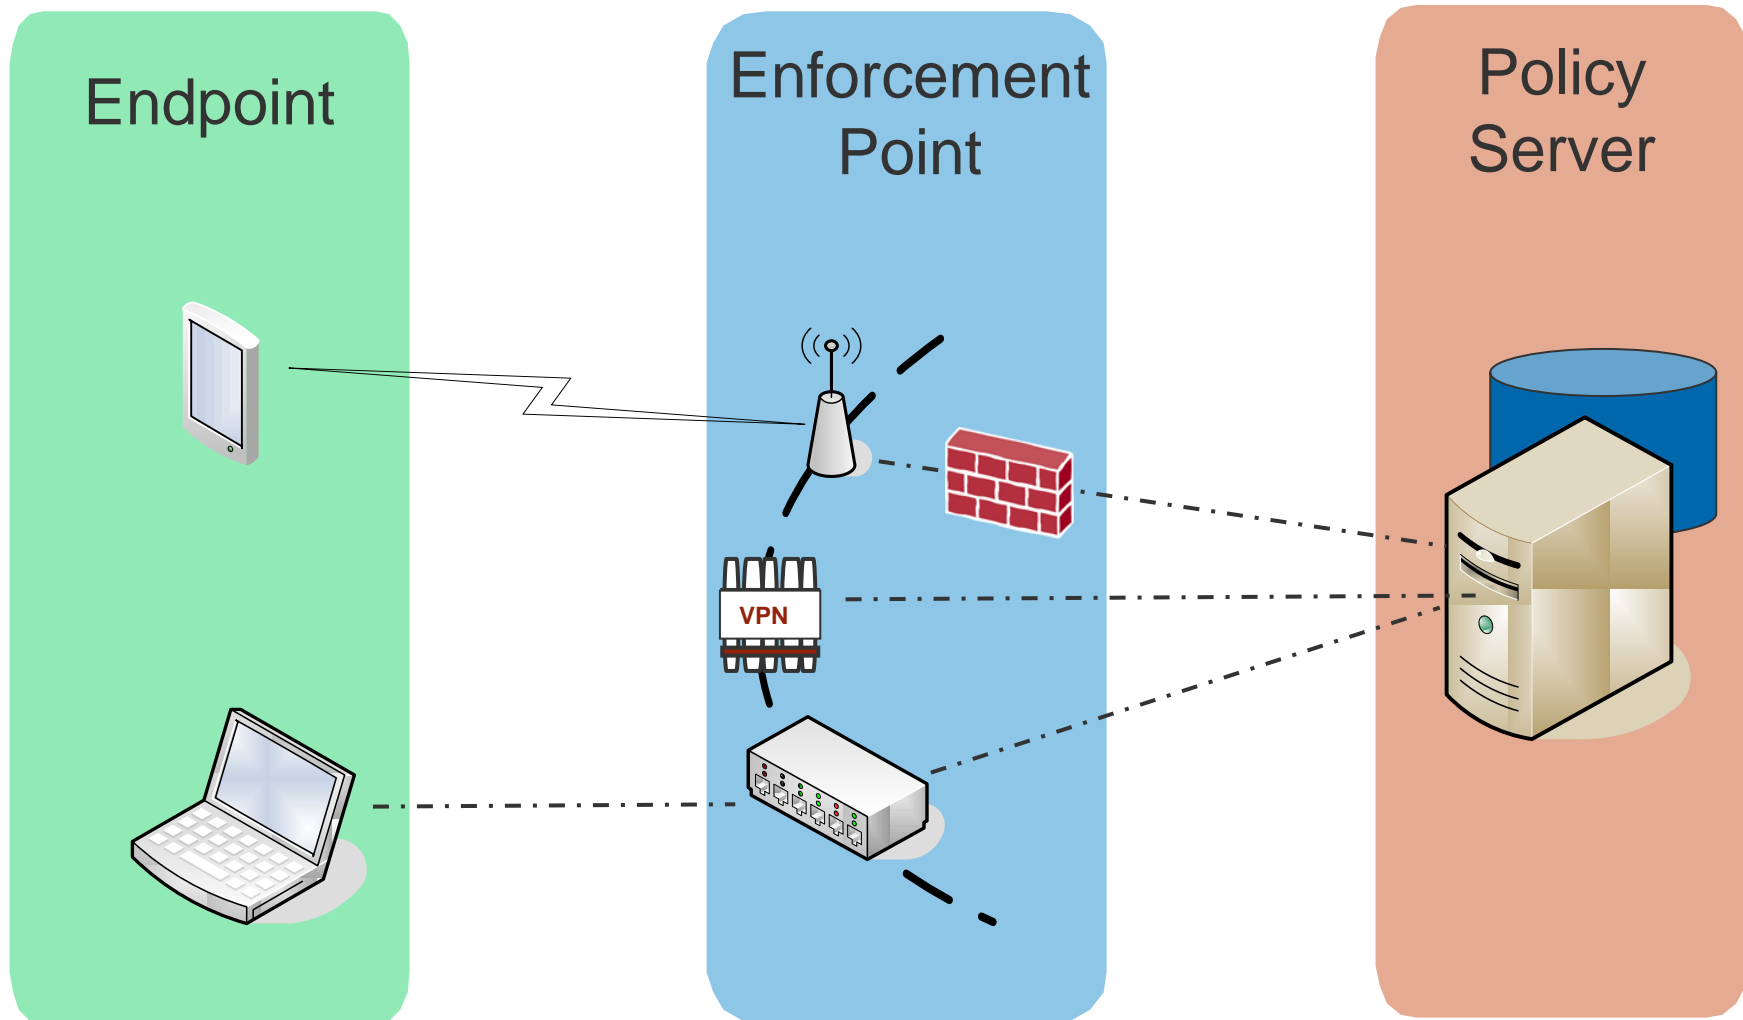 Endpoint
Enforcement
Point
Policy
Server
VPN